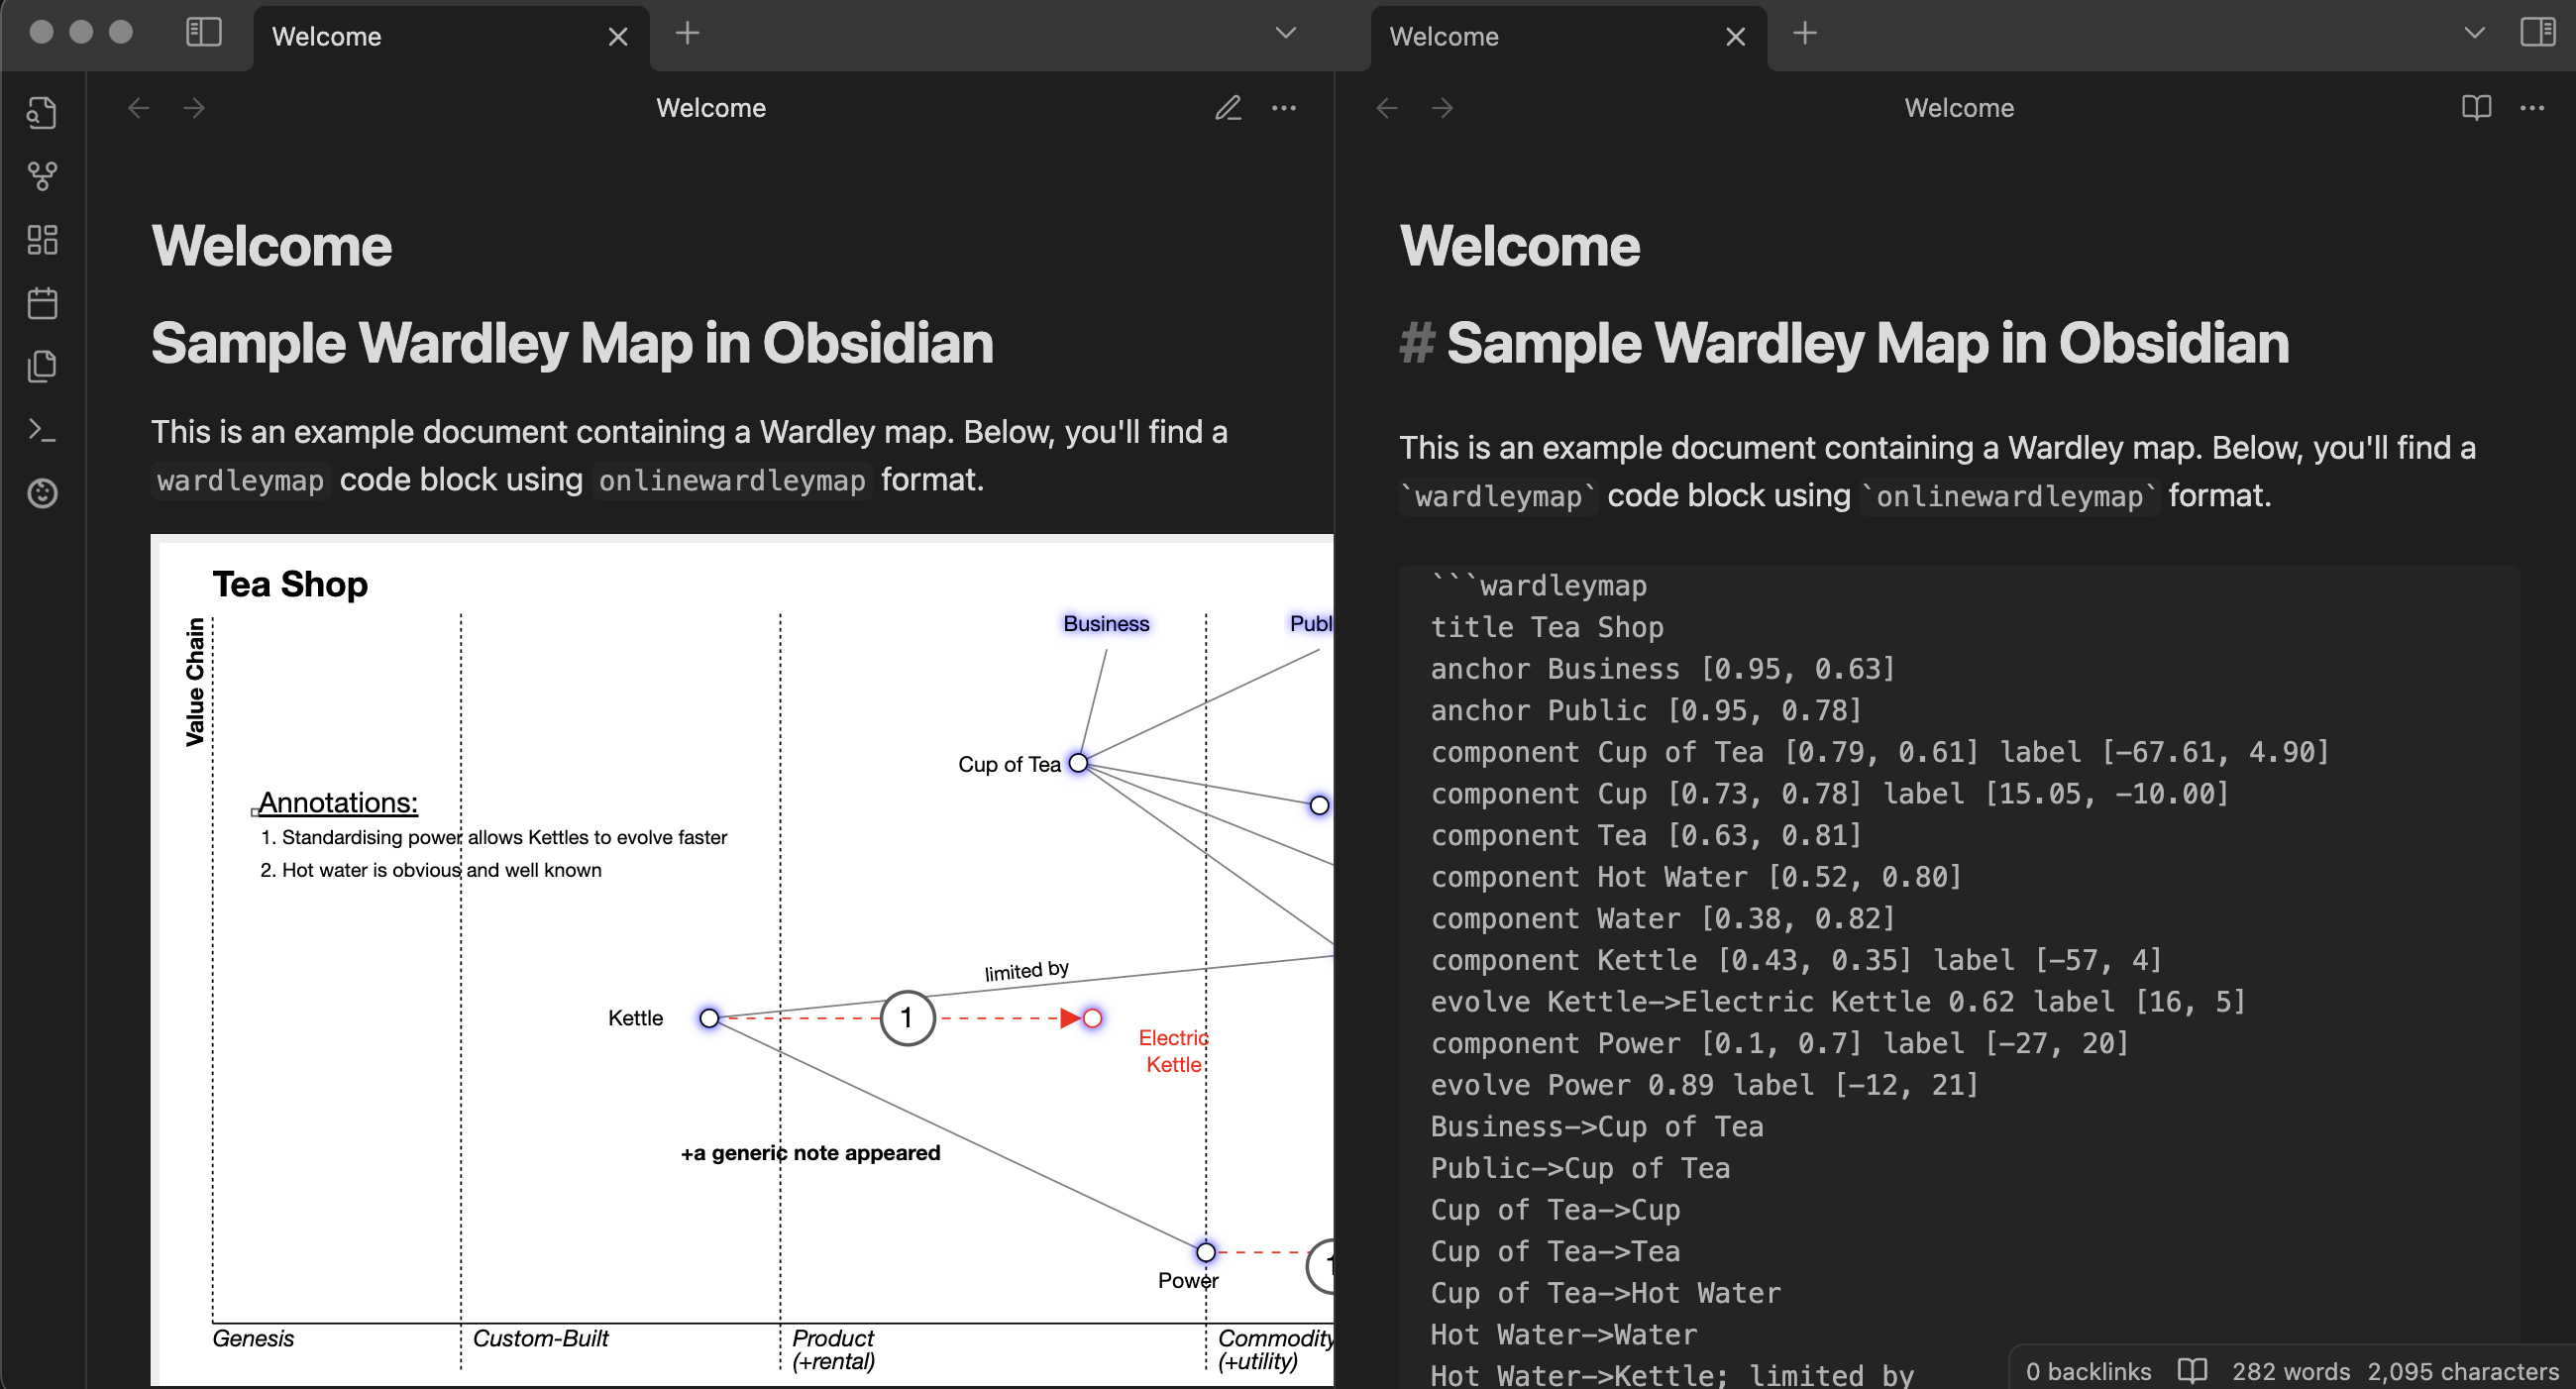 Welcome
Welcome
Welcome
Welcome
Sample Wardley Map in Obsidian
This is an example document containing a Wardley map. Below, you'll find a
wardleymap code block using onlinewardleymap format.
Tea Shop
Value Chain
Business
Publ
Cup of Tea
Annotations:
1. Standardising power allows Kettles to evolve faster
2. Hot water is obvious and well known
limited by
Kettle
1
Electric
Kettle
+a generic note appeared
1
Power
Genesis
Custom-Built
Product
(+rental)
Commodity
(+utility)
Welcome
Welcome
# Sample Wardley Map in Obsidian
This is an example document containing a Wardley map. Below, you'll find a
`wardleymap` code block using `onlinewardleymap` format.
```wardleymap
title Tea Shop
anchor Business [0.95, 0.63]
anchor Public [0.95, 0.78]
component Cup of Tea [0.79, 0.61] label [-67.61, 4.90]
component Cup [0.73, 0.78] label [15.05, -10.00]
component Tea [0.63, 0.81]
component Hot Water [0.52, 0.80]
component Water [0.38, 0.82]
component Kettle [0.43, 0.35] label [-57, 4]
evolve Kettle->Electric Kettle 0.62 label [16, 5]
component Power [0.1, 0.7] label [-27, 20]
evolve Power 0.89 label [-12, 21]
Business->Cup of Tea
Public->Cup of Tea
Cup of Tea->Cup
Cup of Tea->Tea
Cup of Tea->Hot Water
Hot Water->Water
Hot Water->Kettle; limited by
0 backlinks 282 words 2,095 characters